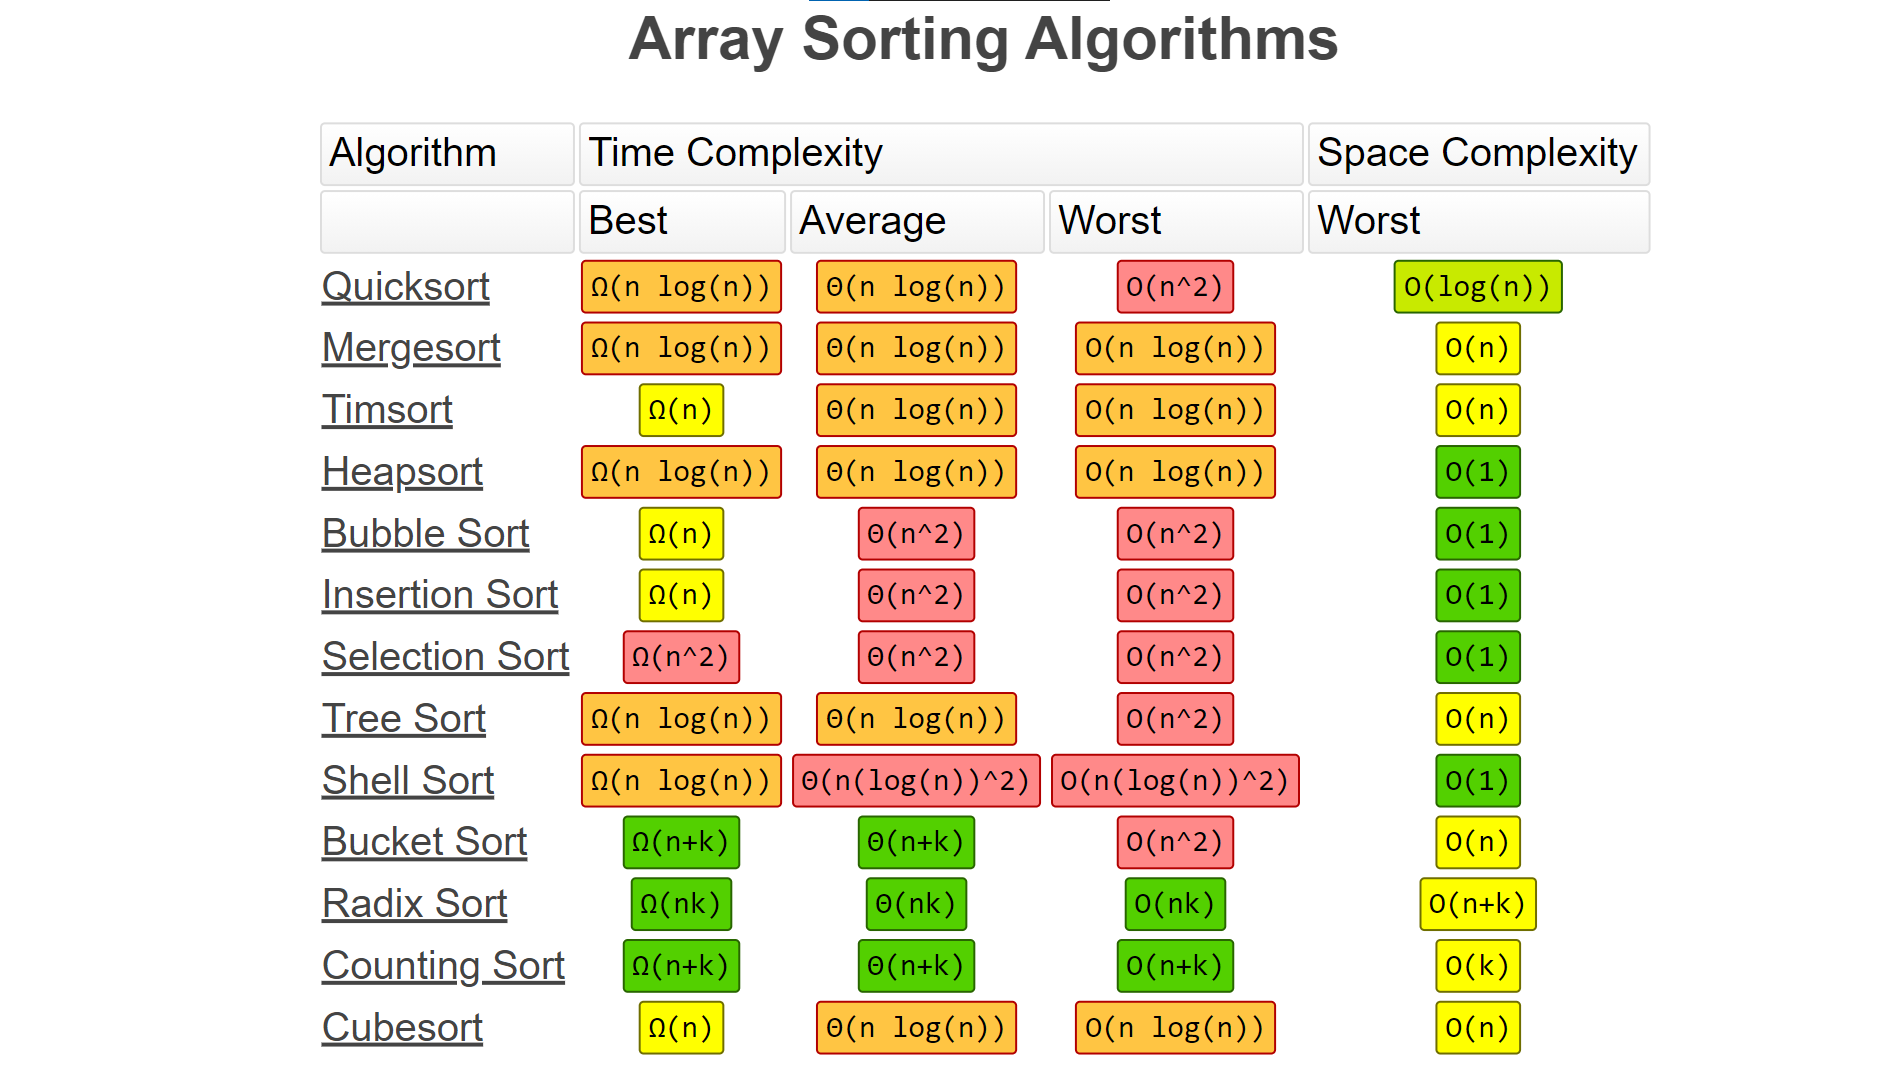 Array Sorting Algorithms
Algorithm Time Complexity Space Complexity
Best Average Worst Worst
Quicksort Ω(n log(n)) Θ(n log(n)) O(n^2) O(log(n))
Mergesort Ω(n log(n)) Θ(n log(n)) O(n log(n)) O(n)
Timsort Ω(n) Θ(n log(n)) O(n log(n)) O(n)
Heapsort Ω(n log(n)) Θ(n log(n)) O(n log(n)) O(1)
Bubble Sort Ω(n) Θ(n^2) O(n^2) O(1)
Insertion Sort Ω(n) Θ(n^2) O(n^2) O(1)
Selection Sort Ω(n^2) Θ(n^2) O(n^2) O(1)
Tree Sort Ω(n log(n)) Θ(n log(n)) O(n^2) O(n)
Shell Sort Ω(n log(n)) Θ(n(log(n))^2) O(n(log(n))^2) O(1)
Bucket Sort Ω(n+k) Θ(n+k) O(n^2) O(n)
Radix Sort Ω(nk) Θ(nk) O(nk) O(n+k)
Counting Sort Ω(n+k) Θ(n+k) O(n+k) O(k)
Cubesort Ω(n) Θ(n log(n)) O(n log(n)) O(n)